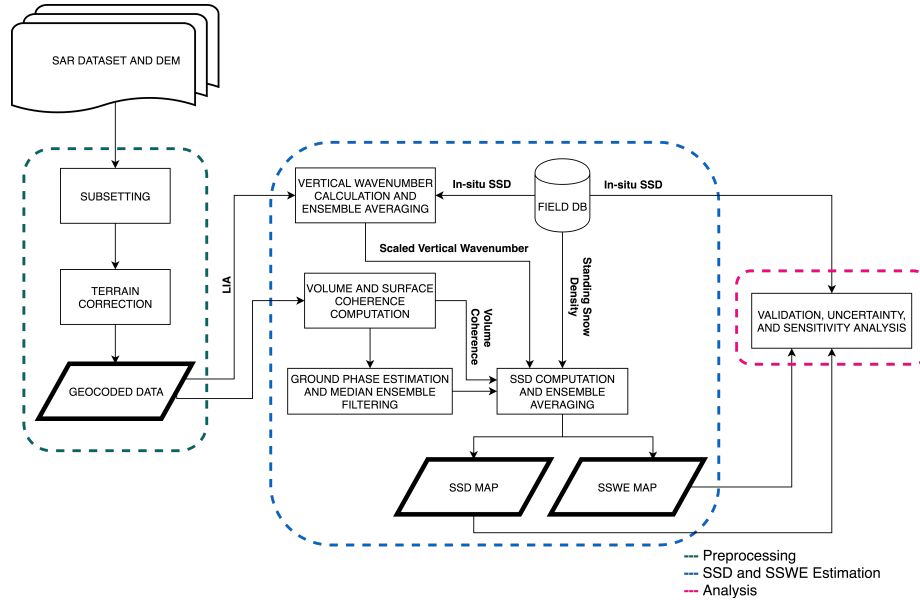 SAR DATASET AND DEM
SUBSETTING
TERRAIN
CORRECTION
GEOCODED DATA
LIA
VERTICAL WAVENUMBER
CALCULATION AND
ENSEMBLE AVERAGING
In-situ SSD
FIELD DB
In-situ SSD
Scaled Vertical Wavenumber
VOLUME AND SURFACE
COHERENCE
COMPUTATION
Volume
Coherence
Standing Snow
Density
GROUND PHASE ESTIMATION
AND MEDIAN ENSEMBLE
FILTERING
SSD COMPUTATION
AND ENSEMBLE
AVERAGING
SSD MAP
SSWE MAP
VALIDATION, UNCERTAINTY,
AND SENSITIVITY ANALYSIS
Preprocessing
SSD and SSWE Estimation
Analysis